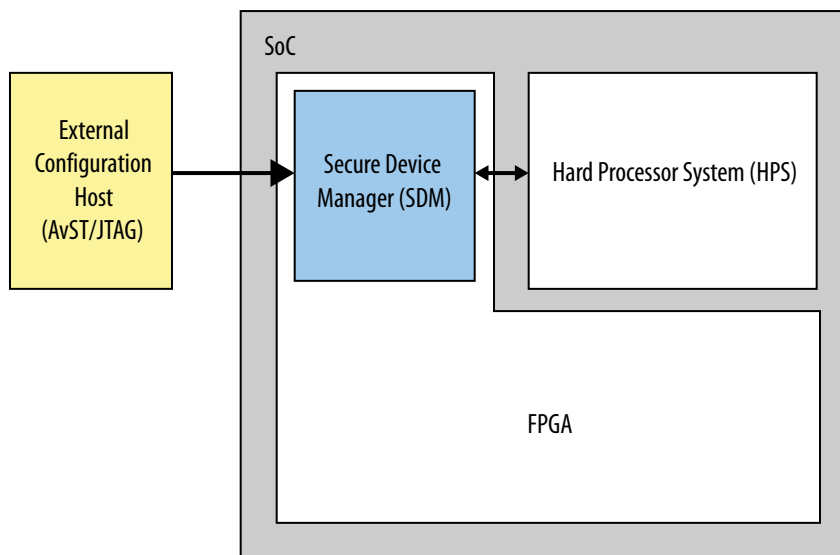 SoC
External
Configuration
Host
(AvST/JTAG)
Secure Device
Manager (SDM)
Hard Processor System (HPS)
FPGA